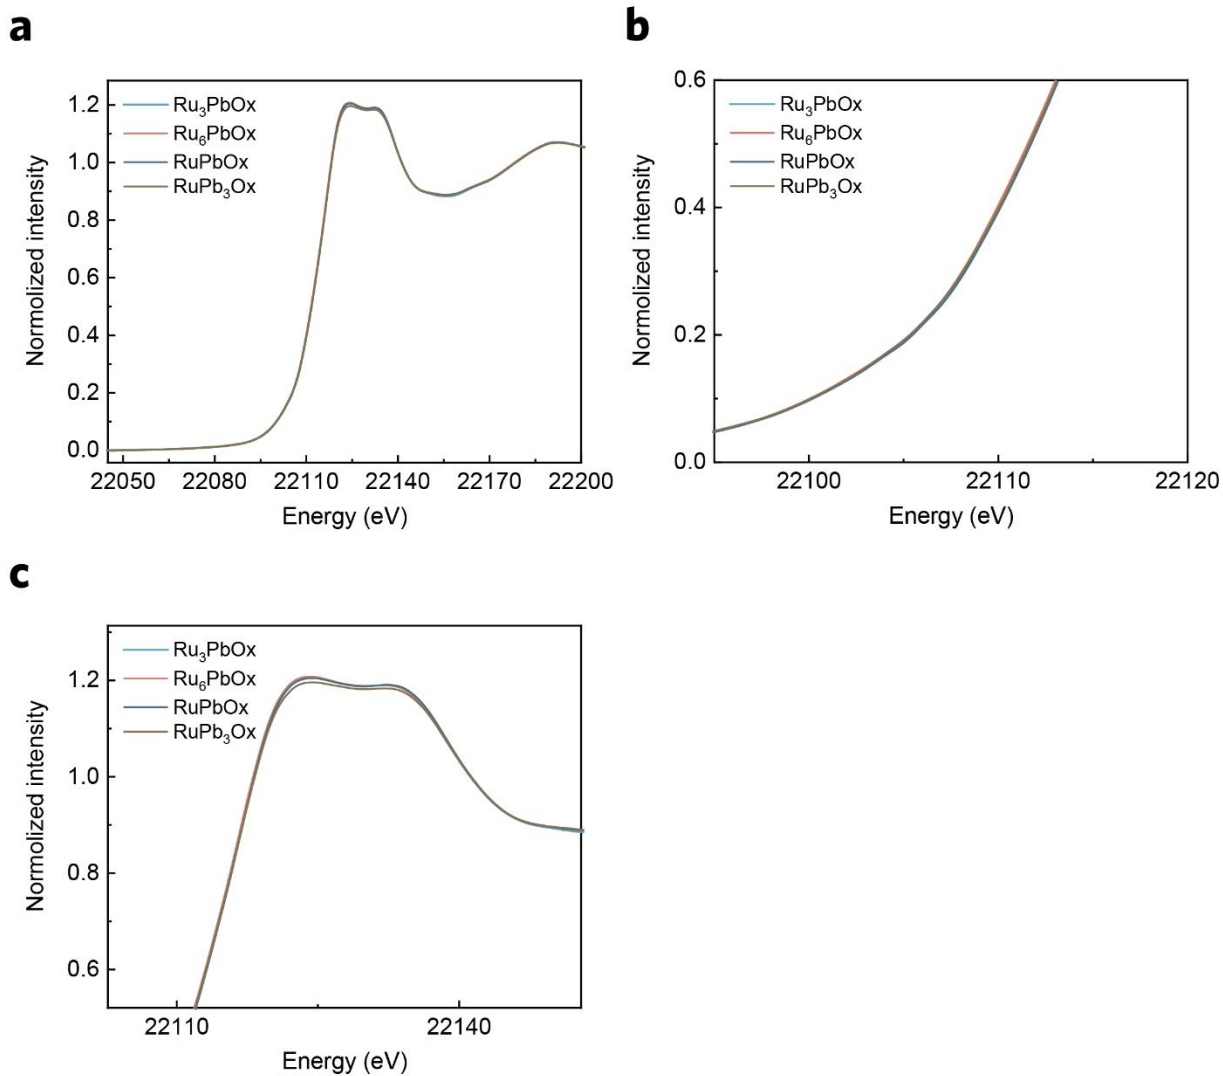 a
1.2
1.0
0.8
0.6
0.4
0.2
0.0
Normolized intensity
Ru₃PbOx
Ru₆PbOx
RuPbOx
RuPb₃Ox
22050 22080 22110 22140 22170 22200
Energy (eV)
b
0.6
0.4
0.2
0.0
Normolized intensity
Ru₃PbOx
Ru₆PbOx
RuPbOx
RuPb₃Ox
22100 22110 22120
Energy (eV)
c
1.2
1.0
0.8
0.6
Normolized intensity
Ru₃PbOx
Ru₆PbOx
RuPbOx
RuPb₃Ox
22110 22140
Energy (eV)